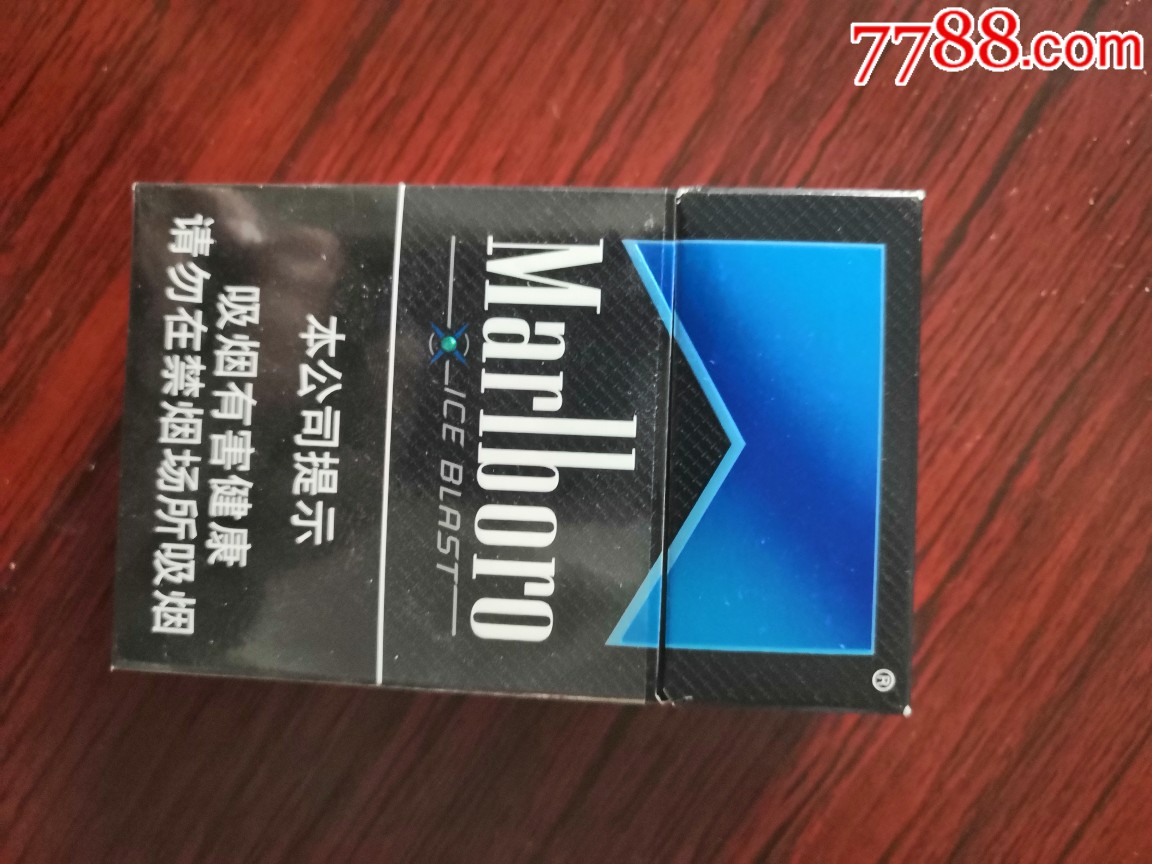 7788.com
®
Marlboro
ICE BLAST
本公司提示
吸烟有害健康
请勿在禁烟场所吸烟